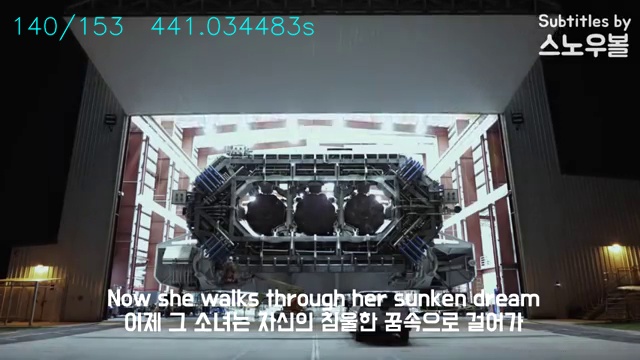 140/153 441.034483s
Subtitles by
스노우볼
Now she walks through her sunken dream
이제 그 소녀는 자신의 침울한 꿈속으로 걸어가